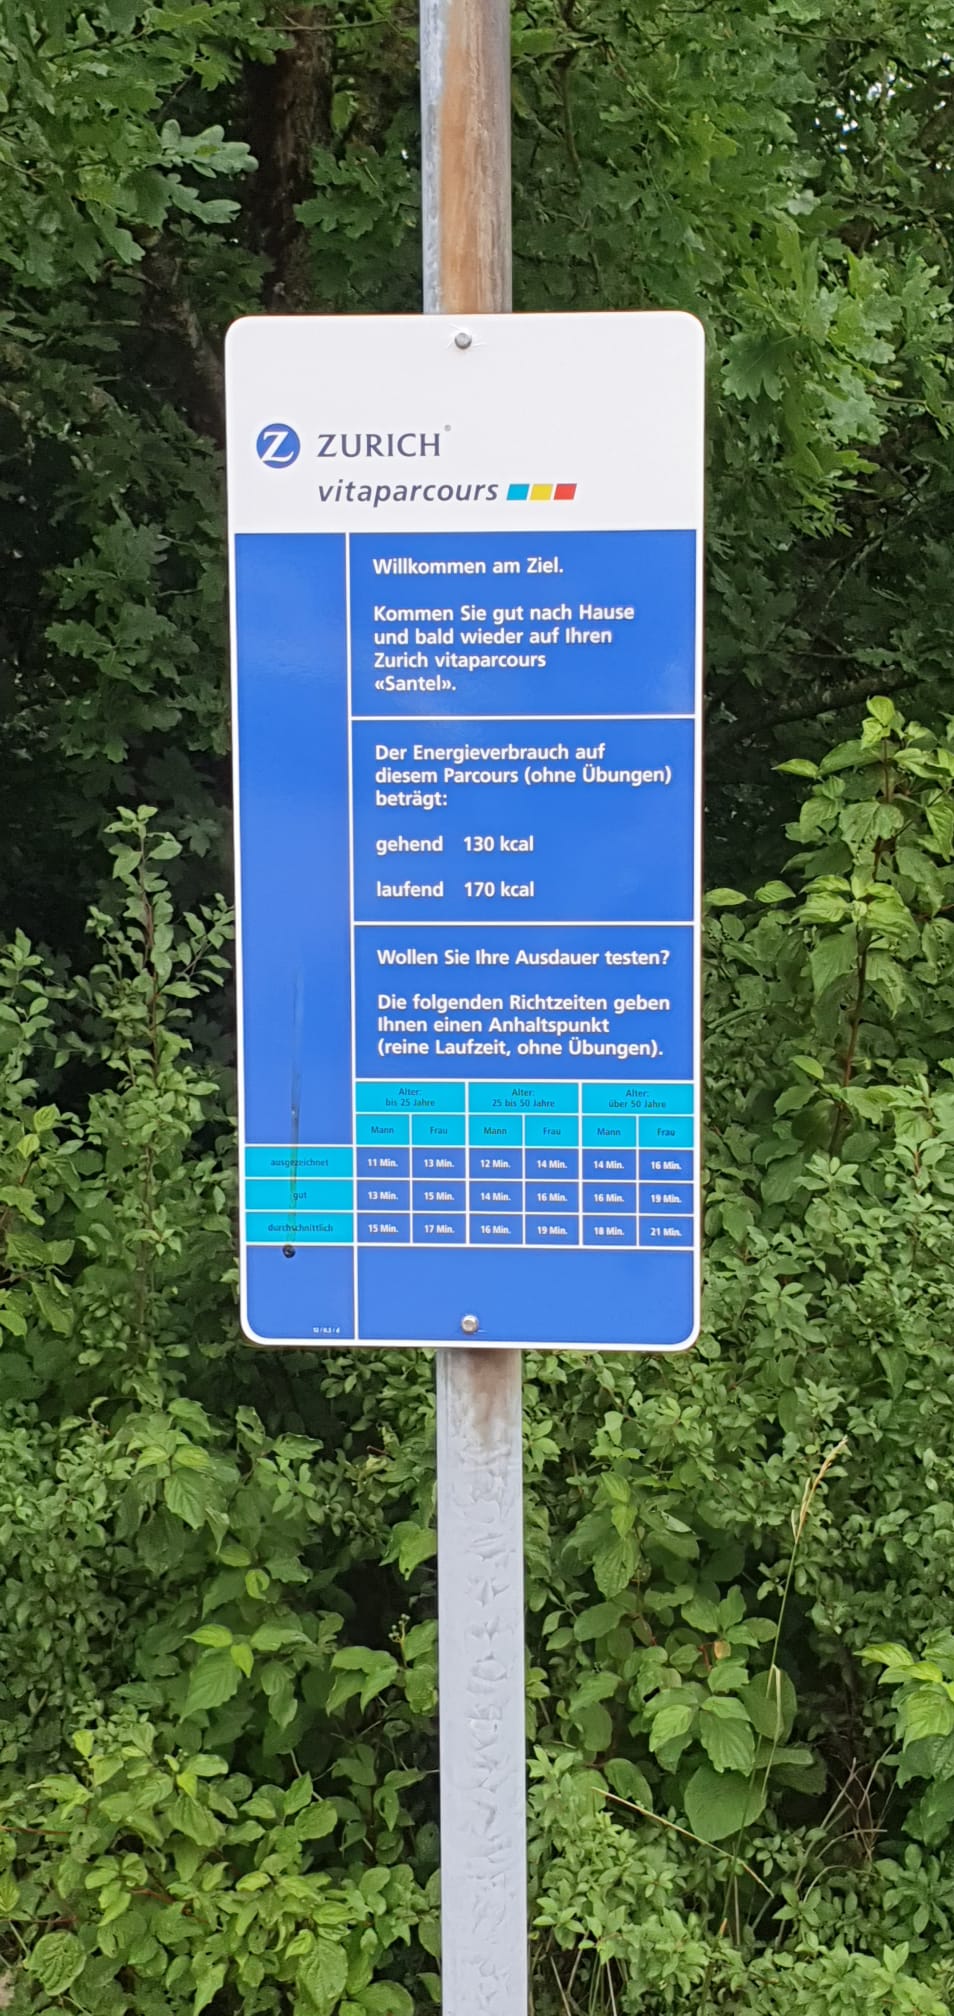 Z ZURICH®
vitaparcours
Willkommen am Ziel.
Kommen Sie gut nach Hause
und bald wieder auf Ihren
Zurich vitaparcours
«Santel».
Der Energieverbrauch auf
diesem Parcours (ohne Übungen)
beträgt:
gehend 130 kcal
laufend 170 kcal
Wollen Sie Ihre Ausdauer testen?
Die folgenden Richtzeiten geben
Ihnen einen Anhaltspunkt
(reine Laufzeit, ohne Übungen).
Alter: Alter: Alter:
bis 25 Jahre 25 bis 50 Jahre über 50 Jahre
Mann Frau Mann Frau Mann Frau
ausgezeichnet 11 Min. 13 Min. 12 Min. 14 Min. 14 Min. 16 Min.
gut 13 Min. 15 Min. 14 Min. 16 Min. 16 Min. 19 Min.
durchschnittlich 15 Min. 17 Min. 16 Min. 19 Min. 18 Min. 21 Min.